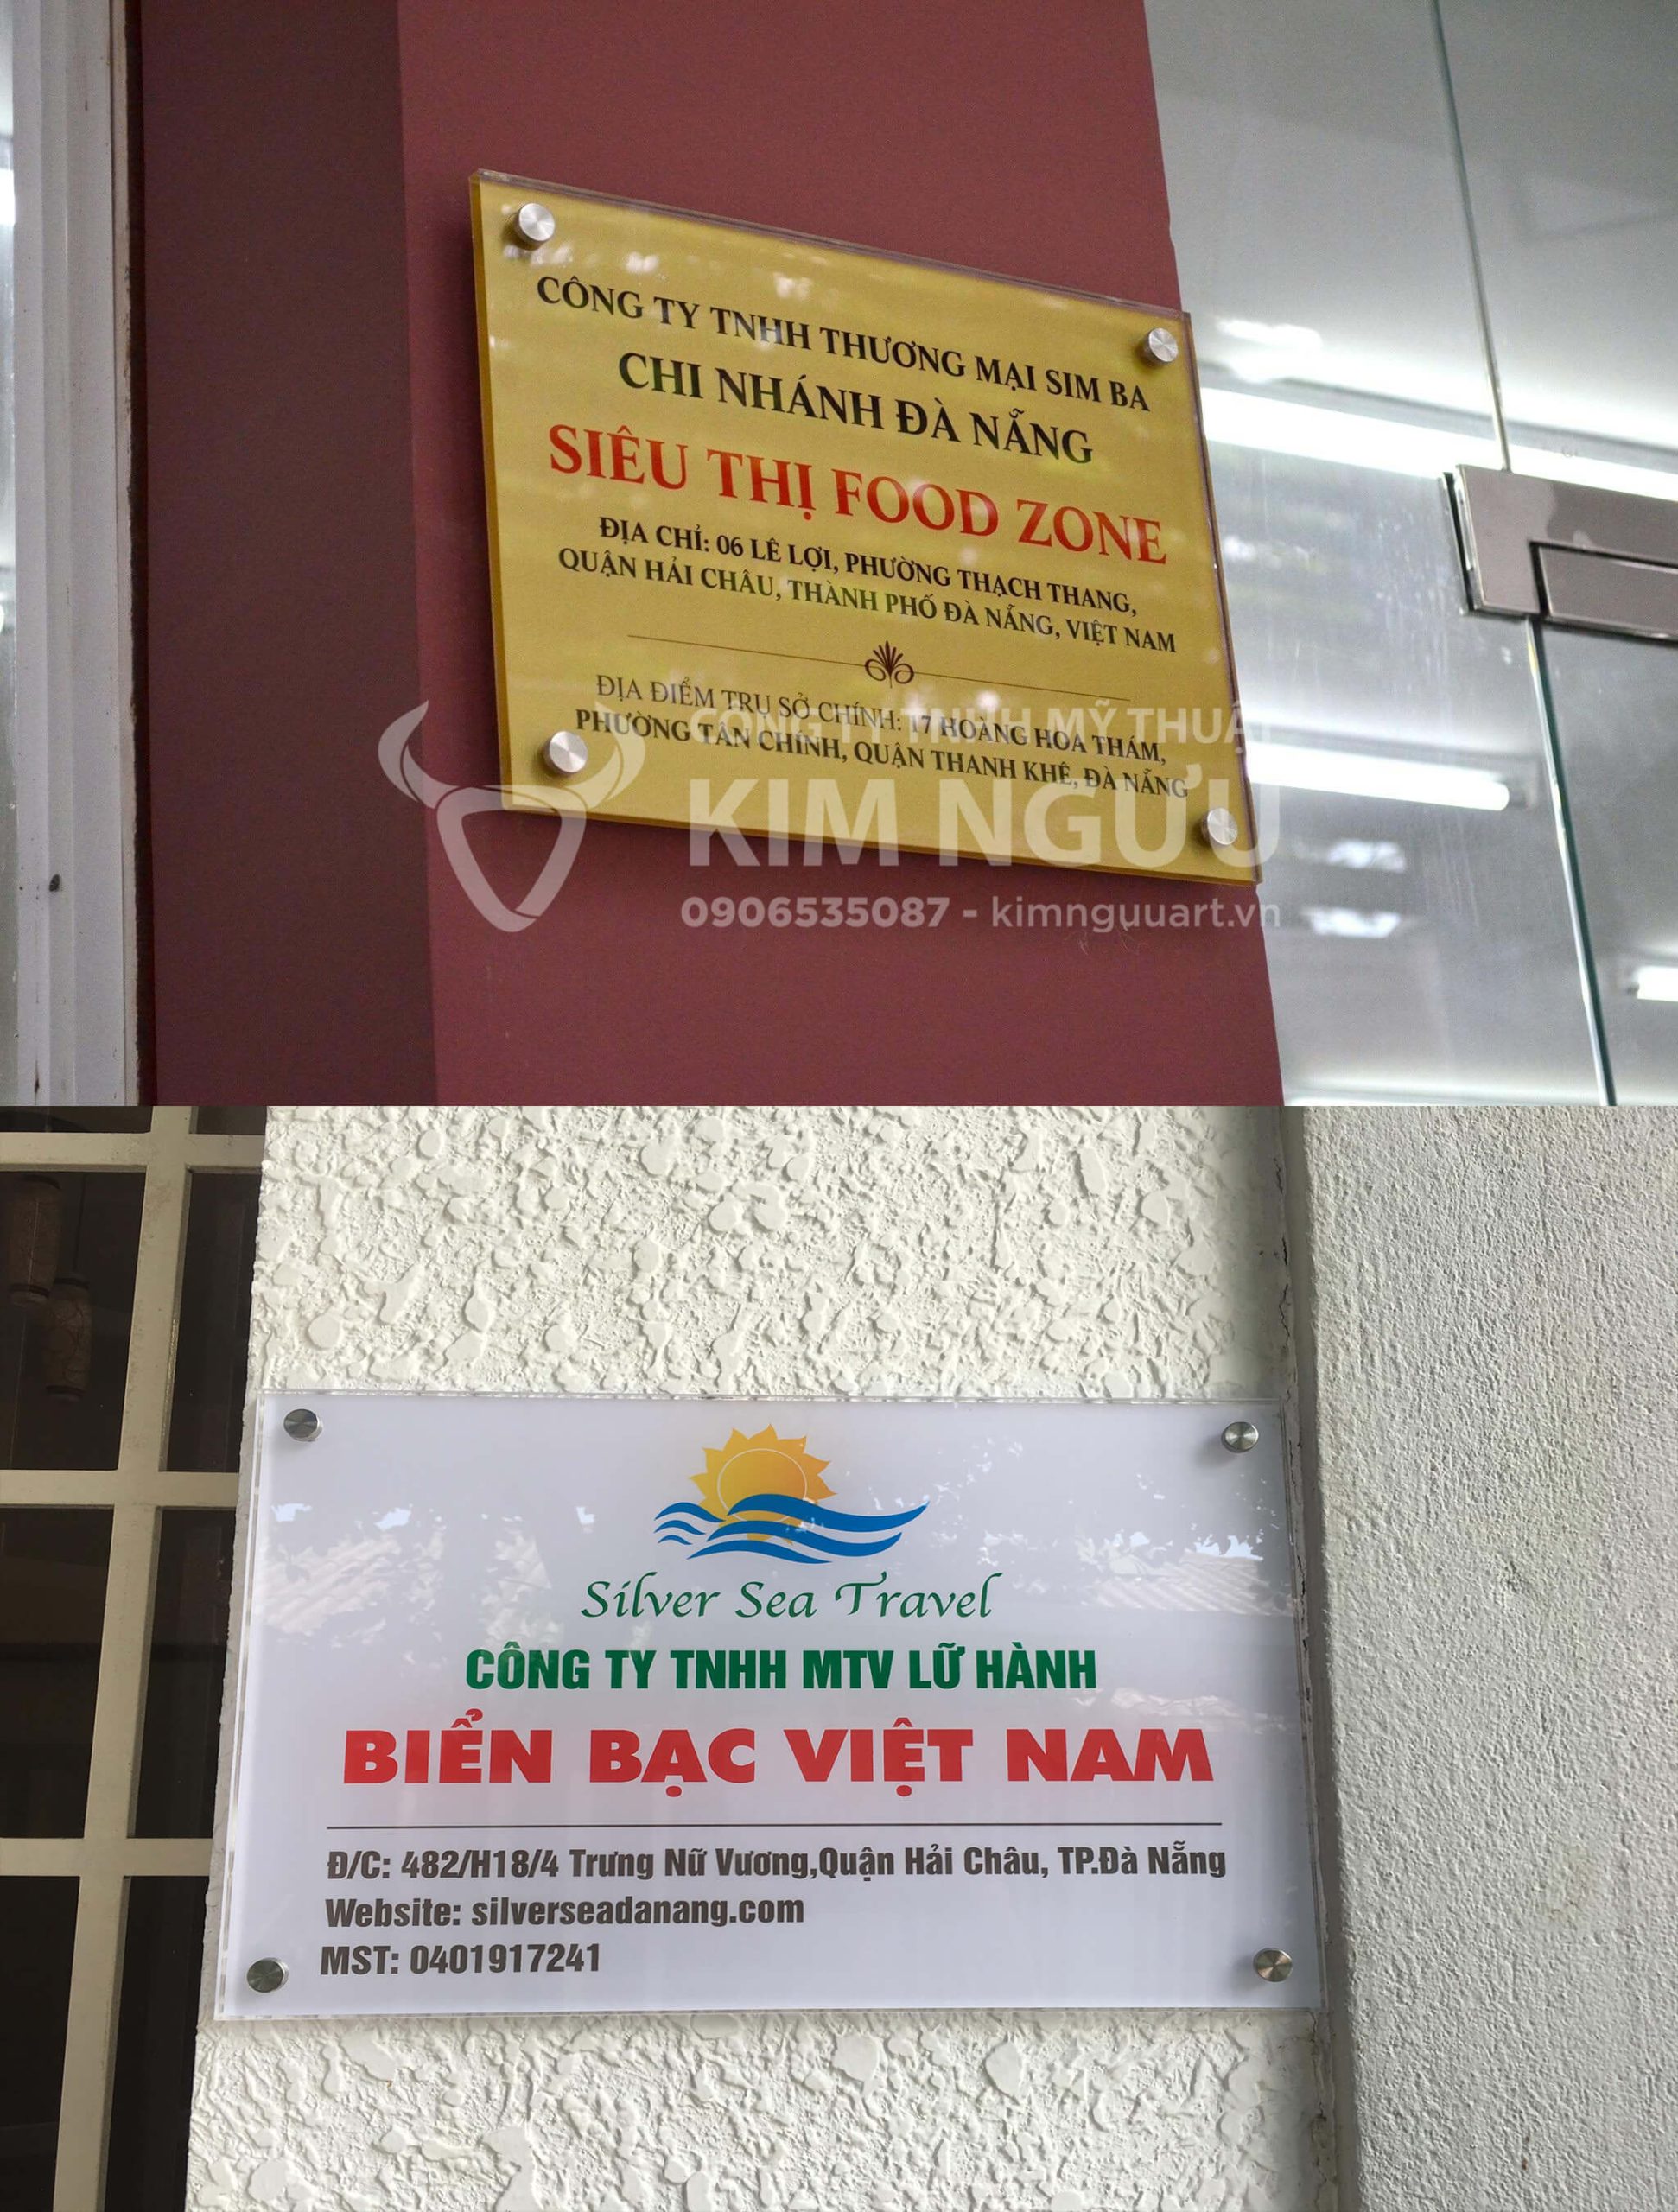 CÔNG TY TNHH THƯƠNG MẠI SIM BA
CHI NHÁNH ĐÀ NẴNG
SIÊU THỊ FOOD ZONE
ĐỊA CHỈ: 06 LÊ LỢI, PHƯỜNG THẠCH THANG,
QUẬN HẢI CHÂU, THÀNH PHỐ ĐÀ NẴNG, VIỆT NAM
ĐỊA ĐIỂM TRỤ SỞ CHÍNH: 17 HOÀNG HOA THÁM,
PHƯỜNG TÂN CHÍNH, QUẬN THANH KHÊ, ĐÀ NẴNG
CÔNG TY TNHH MỸ THUẬT
KIM NGƯU
0906535087 - kimnguuart.vn
Silver Sea Travel
CÔNG TY TNHH MTV LỮ HÀNH
BIỂN BẠC VIỆT NAM
Đ/C: 482/H18/4 Trưng Nữ Vương,Quận Hải Châu, TP.Đà Nẵng
Website: silverseadanang.com
MST: 0401917241